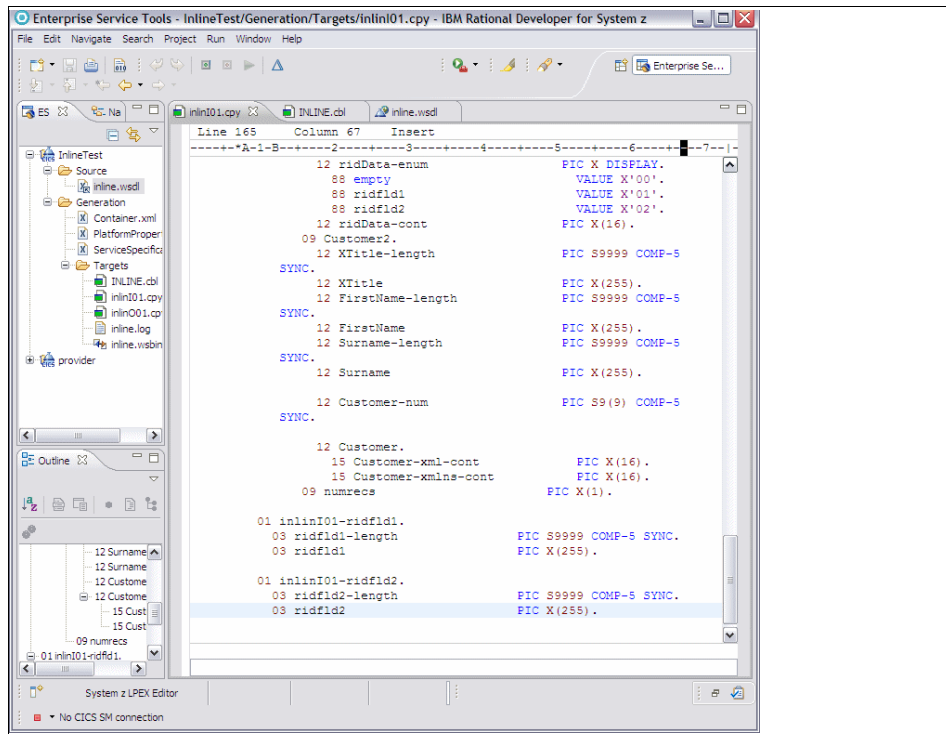 Enterprise Service Tools - InlineTest/Generation/Targets/inlinI01.cpy - IBM Rational Developer for System z
File Edit Navigate Search Project Run Window Help
Enterprise Se...
ES Na
InlineTest
Source
inline.wsdl
Generation
Container.xml
PlatformProper
ServiceSpecifica
Targets
INLINE.cbl
inlinI01.cpy
inlinO01.cp
inline.log
inline.wsbin
provider
Outline
12 Surname
12 Surname
12 Custome
12 Custome
15 Cust
15 Cust
09 numrecs
01 inlinI01-ridfld1.
inlinI01.cpy INLINE.cbl inline.wsdl
Line 165 Column 67 Insert
----+-*A-1-B--+----2----+----3----+----4----+----5----+----6----+- --7--|-
12 ridData-enum PIC X DISPLAY.
88 empty VALUE X'00'.
88 ridfld1 VALUE X'01'.
88 ridfld2 VALUE X'02'.
12 ridData-cont PIC X(16).
09 Customer2.
12 XTitle-length PIC S9999 COMP-5
SYNC.
12 XTitle PIC X(255).
12 FirstName-length PIC S9999 COMP-5
SYNC.
12 FirstName PIC X(255).
12 Surname-length PIC S9999 COMP-5
SYNC.
12 Surname PIC X(255).
12 Customer-num PIC S9(9) COMP-5
SYNC.
12 Customer.
15 Customer-xml-cont PIC X(16).
15 Customer-xmlns-cont PIC X(16).
09 numrecs PIC X(1).
01 inlinI01-ridfld1.
03 ridfld1-length PIC S9999 COMP-5 SYNC.
03 ridfld1 PIC X(255).
01 inlinI01-ridfld2.
03 ridfld2-length PIC S9999 COMP-5 SYNC.
03 ridfld2 PIC X(255).
System z LPEX Editor
No CICS SM connection